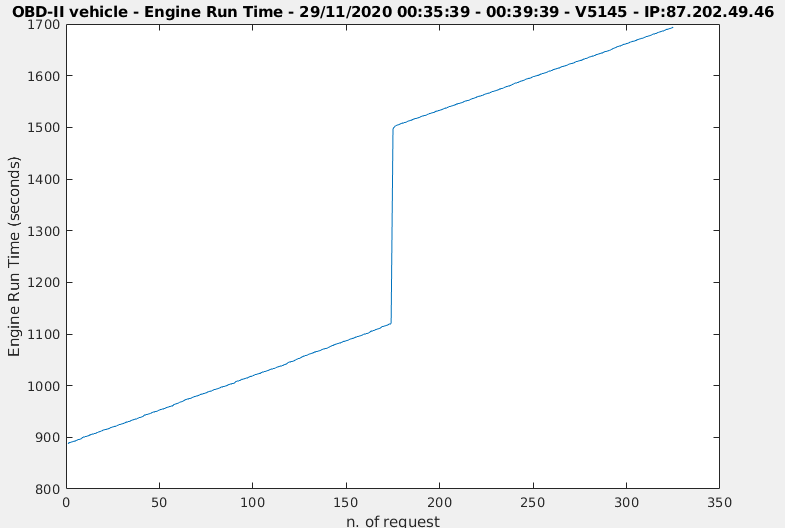 OBD-II vehicle - Engine Run Time - 29/11/2020 00:35:39 - 00:39:39 - V5145 - IP:87.202.49.46
1700
1600
1500
1400
1300
1200
1100
1000
900
800
Engine Run Time (seconds)
0 50 100 150 200 250 300 350
n. of request